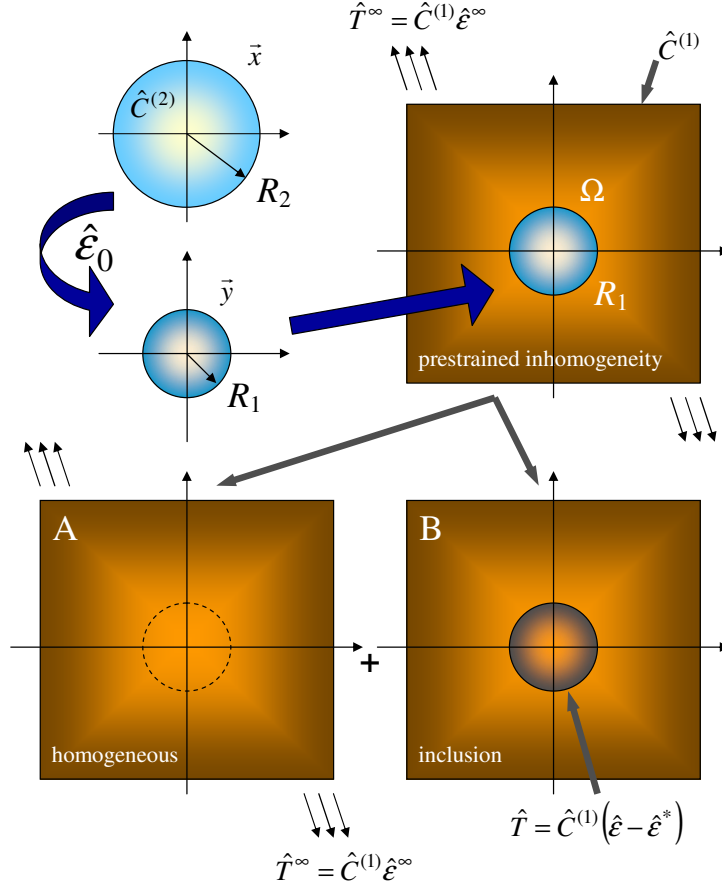 T̂^∞ = Ĉ^(1) ε̂^∞
Ĉ^(1)
x⃗
Ĉ^(2)
R_2
ε̂_0
y⃗
R_1
Ω
R_1
prestrained inhomogeneity
A
B
+
homogeneous
inclusion
T̂ = Ĉ^(1) (ε̂ − ε̂^*)
T̂^∞ = Ĉ^(1) ε̂^∞